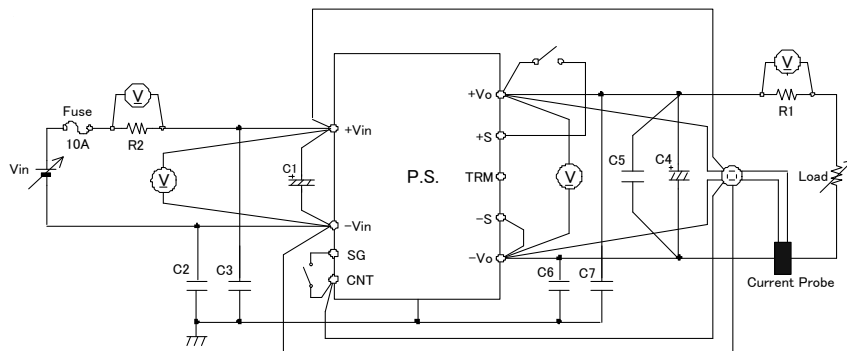 V
V
Fuse
+Vo
R1
10A
R2
+Vin
+S
Vin
C1
C5
C4
V
P.S.
TRM
V
Load
-S
-Vin
SG
-Vo
C2
C3
CNT
C6
C7
Current Probe